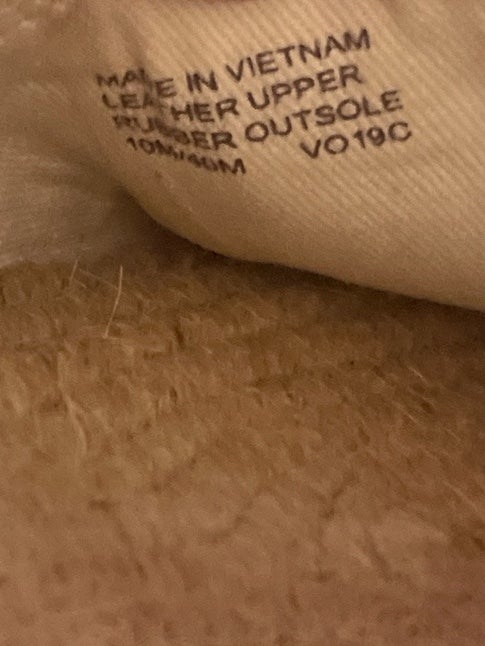 MADE IN VIETNAM
LEATHER UPPER
RUBBER OUTSOLE
10M/40M VO19C